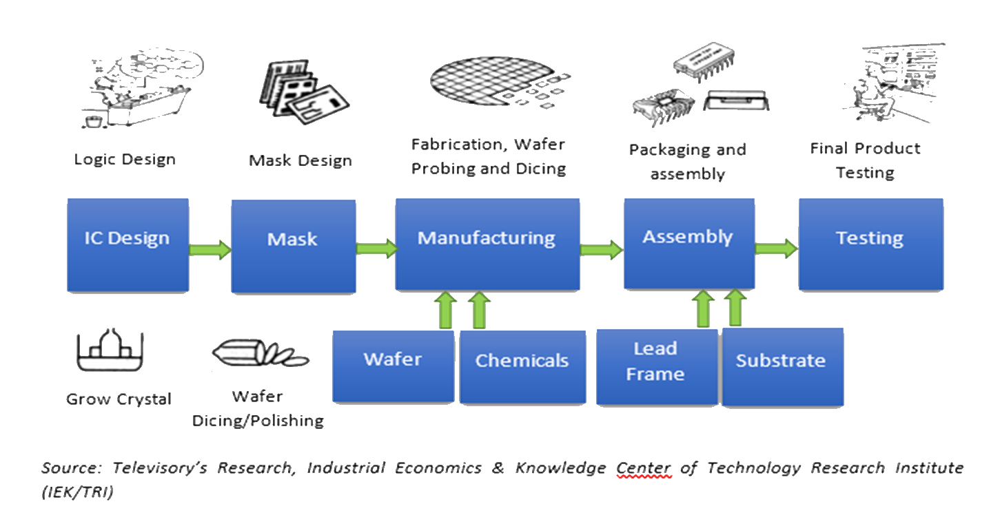 Logic Design
Mask Design
Fabrication, Wafer
Probing and Dicing
Packaging and
assembly
Final Product
Testing
IC Design
Mask
Manufacturing
Assembly
Testing
Wafer
Chemicals
Lead
Frame
Substrate
Grow Crystal
Wafer
Dicing/Polishing
Source: Televisory's Research, Industrial Economics & Knowledge Center of Technology Research Institute
(IEK/TRI)